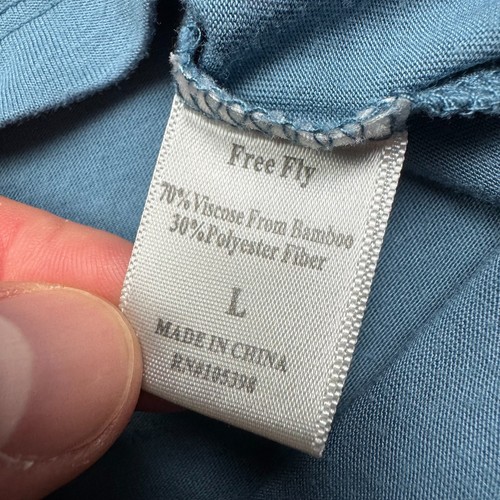 Free Fly
70%Viscose From Bamboo
30%Polyester Fiber
L
MADE IN CHINA
RN#105398